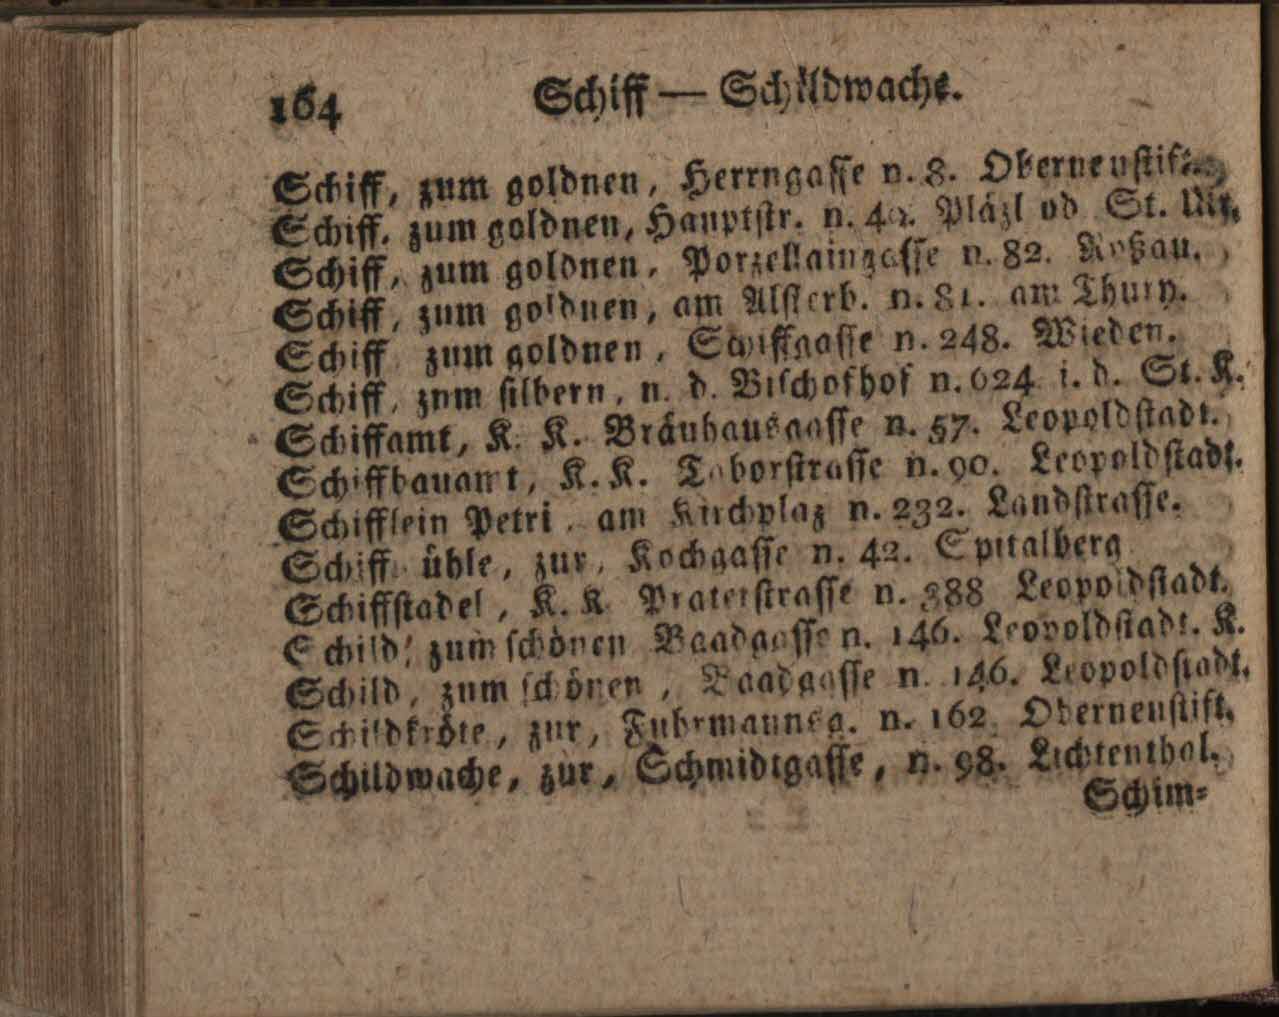 164 Schiff — Schildwache.
Schiff, zum goldnen, Herrngasse n. 8. Oberneustift.
Schiff, zum goldnen, Hauptstr. n. Pläzl od St. Ulr.
Schiff, zum goldnen, Porzellaingasse n. 82. Roßau.
Schiff, zum goldnen, am Alsterb. n. 81. am Thury.
Schiff zum goldnen, Schiffgasse n. 248. Wieden.
Schiff, zum silbern, n. d. Bischofhof n. 624 i. d. St. K.
Schiffamt, K. K. Bräuhausgasse n. 57. Leopoldstadt.
Schiffbauamt, K. K. Taborstrasse n. 90. Leopoldstadt.
Schifflein Petri, am Kirchplaz n. 232. Landstrasse.
Schiff ühle, zur, Kochgasse n. 42. Spitalberg
Schiffstadel, K. K. Praterstrasse n. 388 Leopoldstadt.
Schild, zum schönen Baadgasse n. 146. Leopoldstadt. K.
Schild, zum schönen, Baadgasse n. 146. Leopoldstadt.
Schildkröte, zur, Fuhrmannsg. n. 162 Oberneustift.
Schildwache, zur, Schmidtgasse, n. 98. Lichtenthal.
Schim-